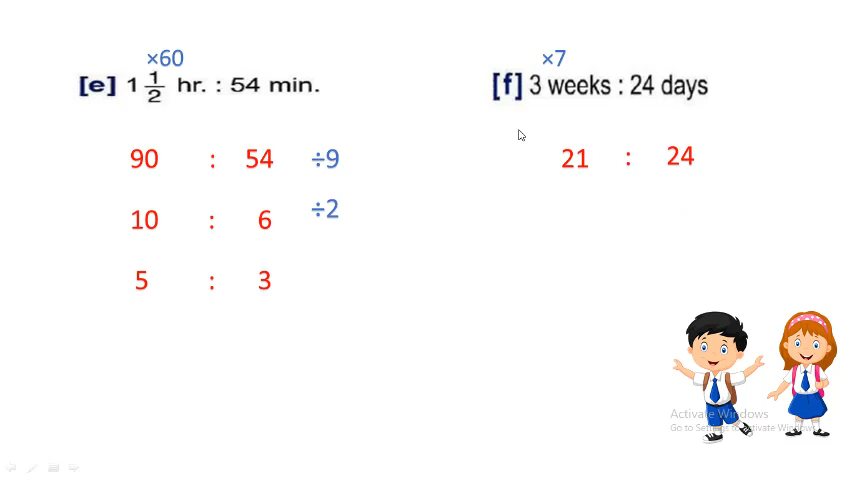 ×60
[e] 1 1/2 hr. : 54 min.
90 : 54 ÷9
10 : 6 ÷2
5 : 3
×7
[f] 3 weeks : 24 days
21 : 24
Activate Windows
Go to Settings to activate Windows.